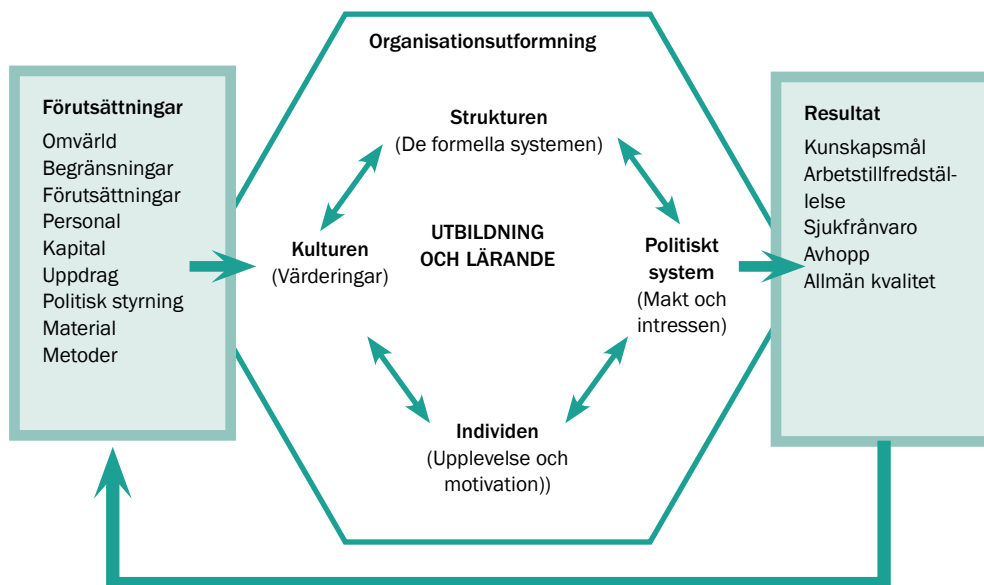 Organisationsutformning
Förutsättningar
Omvärld
Begränsningar
Förutsättningar
Personal
Kapital
Uppdrag
Politisk styrning
Material
Metoder
Strukturen
(De formella systemen)
Kulturen
(Värderingar)
UTBILDNING
OCH LÄRANDE
Politiskt
system
(Makt och
intressen)
Individen
(Upplevelse och
motivation))
Resultat
Kunskapsmål
Arbetstillfredstäl-
lelse
Sjukfrånvaro
Avhopp
Allmän kvalitet